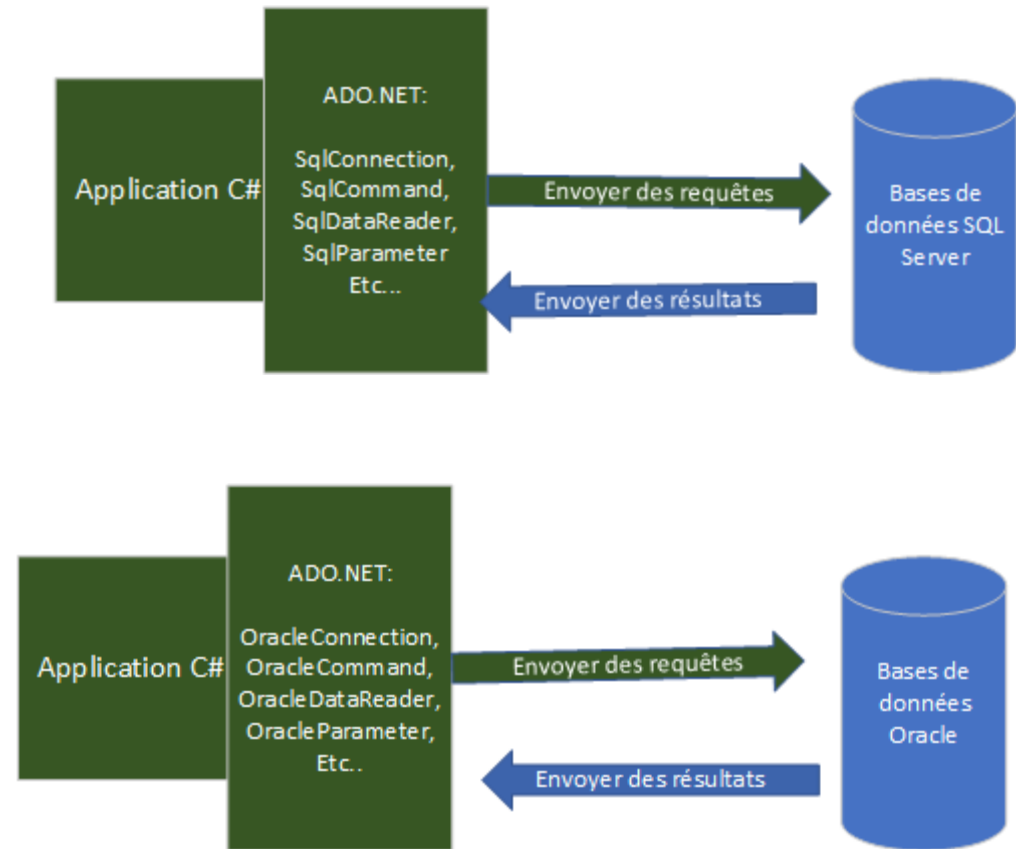 ADO.NET:
Application C#
SqlConnection,
SqlCommand,
SqlDataReader,
SqlParameter
Etc...
Envoyer des requêtes
Envoyer des résultats
Bases de
données SQL
Server
ADO.NET:
Application C#
OracleConnection,
OracleCommand,
OracleDataReader,
OracleParameter,
Etc..
Envoyer des requêtes
Envoyer des résultats
Bases de
données
Oracle